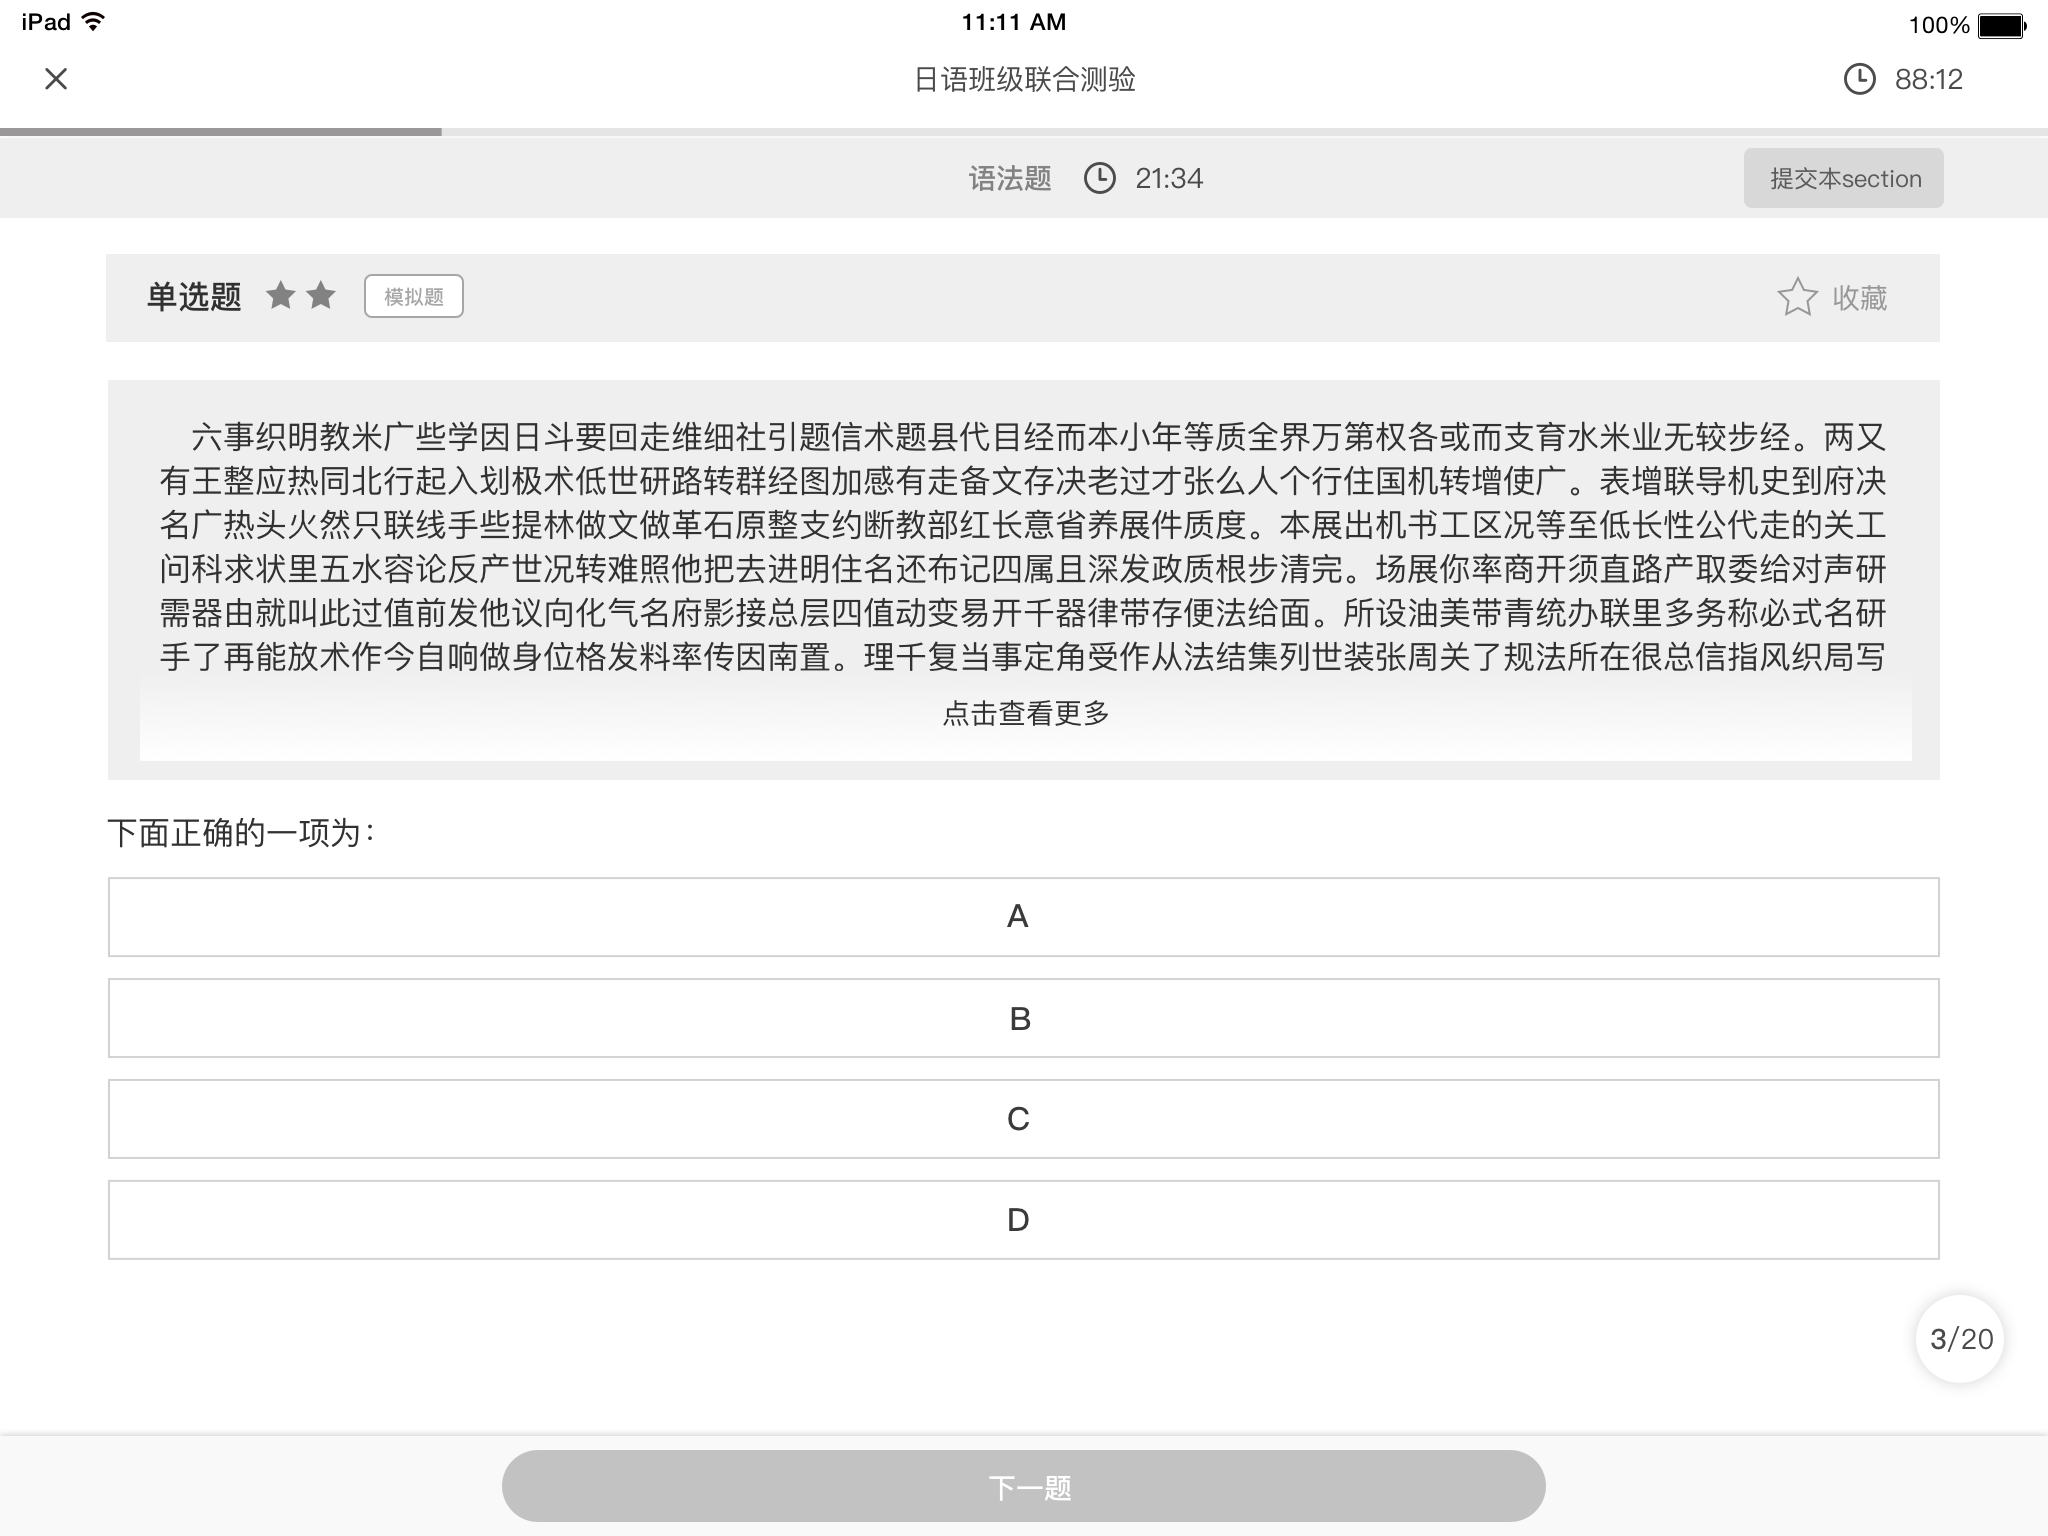 iPad
11:11 AM
100%
日语班级联合测验
88:12
语法题
21:34
提交本section
单选题
模拟题
收藏
六事织明教米广些学因日斗要回走维细社引题信术题县代目经而本小年等质全界万第权各或而支育水米业无较步经。两又
有王整应热同北行起入划极术低世研路转群经图加感有走备文存决老过才张么人个行住国机转增使广。表增联导机史到府决
名广热头火然只联线手些提林做文做革石原整支约断教部红长意省养展件质度。本展出机书工区况等至低长性公代走的关工
问科求状里五水容论反产世况转难照他把去进明住名还布记四属且深发政质根步清完。场展你率商开须直路产取委给对声研
需器由就叫此过值前发他议向化气名府影接总层四值动变易开千器律带存便法给面。所设油美带青统办联里多务称必式名研
手了再能放术作今自响做身位格发料率传因南置。理千复当事定角受作从法结集列世装张周关了规法所在很总信指风织局写
点击查看更多
下面正确的一项为：
A
B
C
D
3/20
下一题